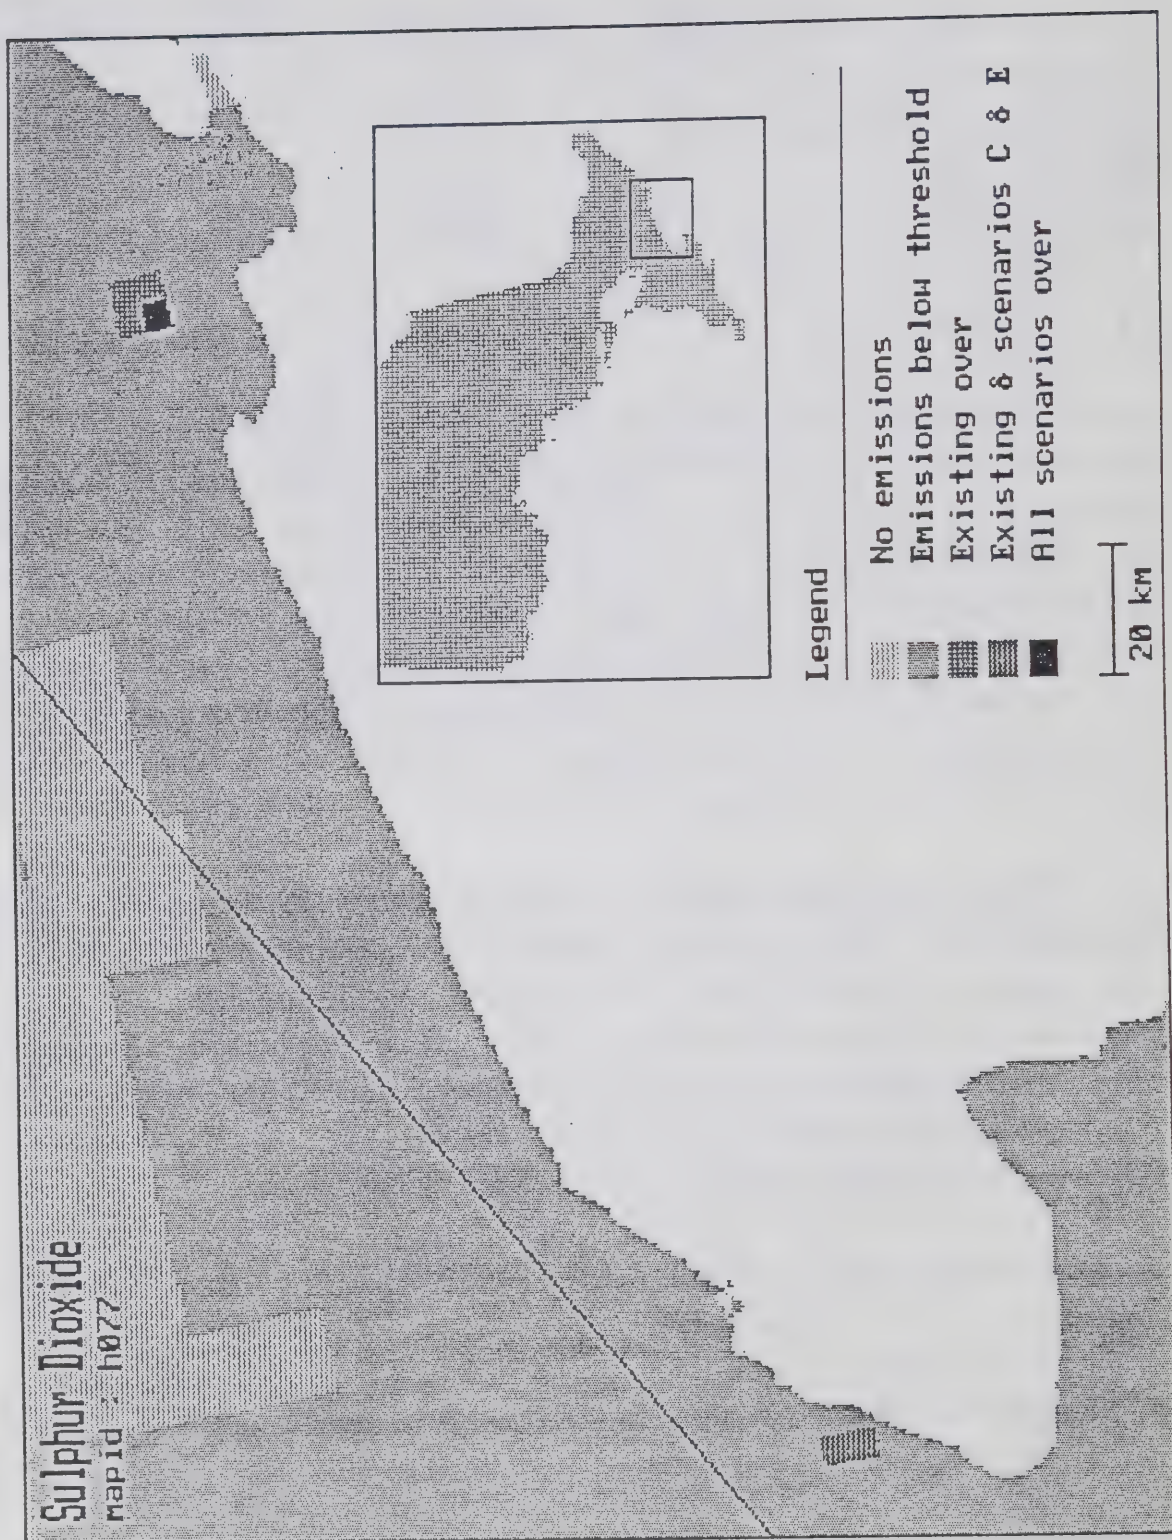 Sulphur Dioxide
mapid : h077
Legend
No emissions
Emissions below threshold
Existing over
Existing & scenarios C & E
All scenarios over
20 km